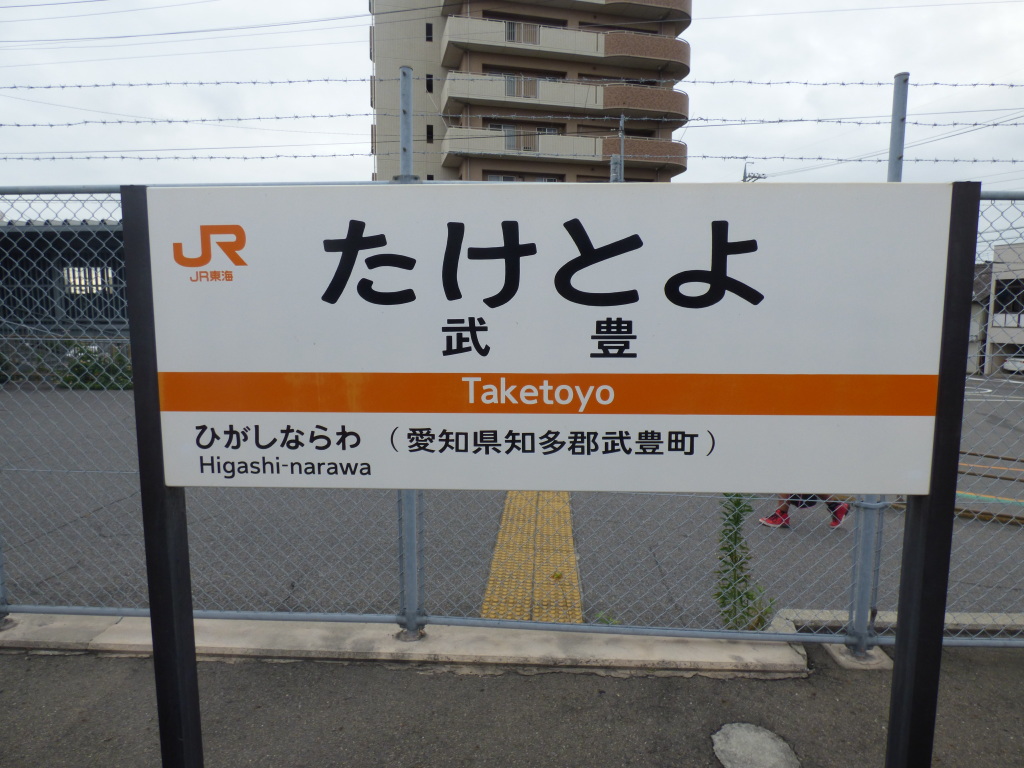 JR
JR東海
たけとよ
武豊
Taketoyo
ひがしならわ (愛知県知多郡武豊町)
Higashi-narawa